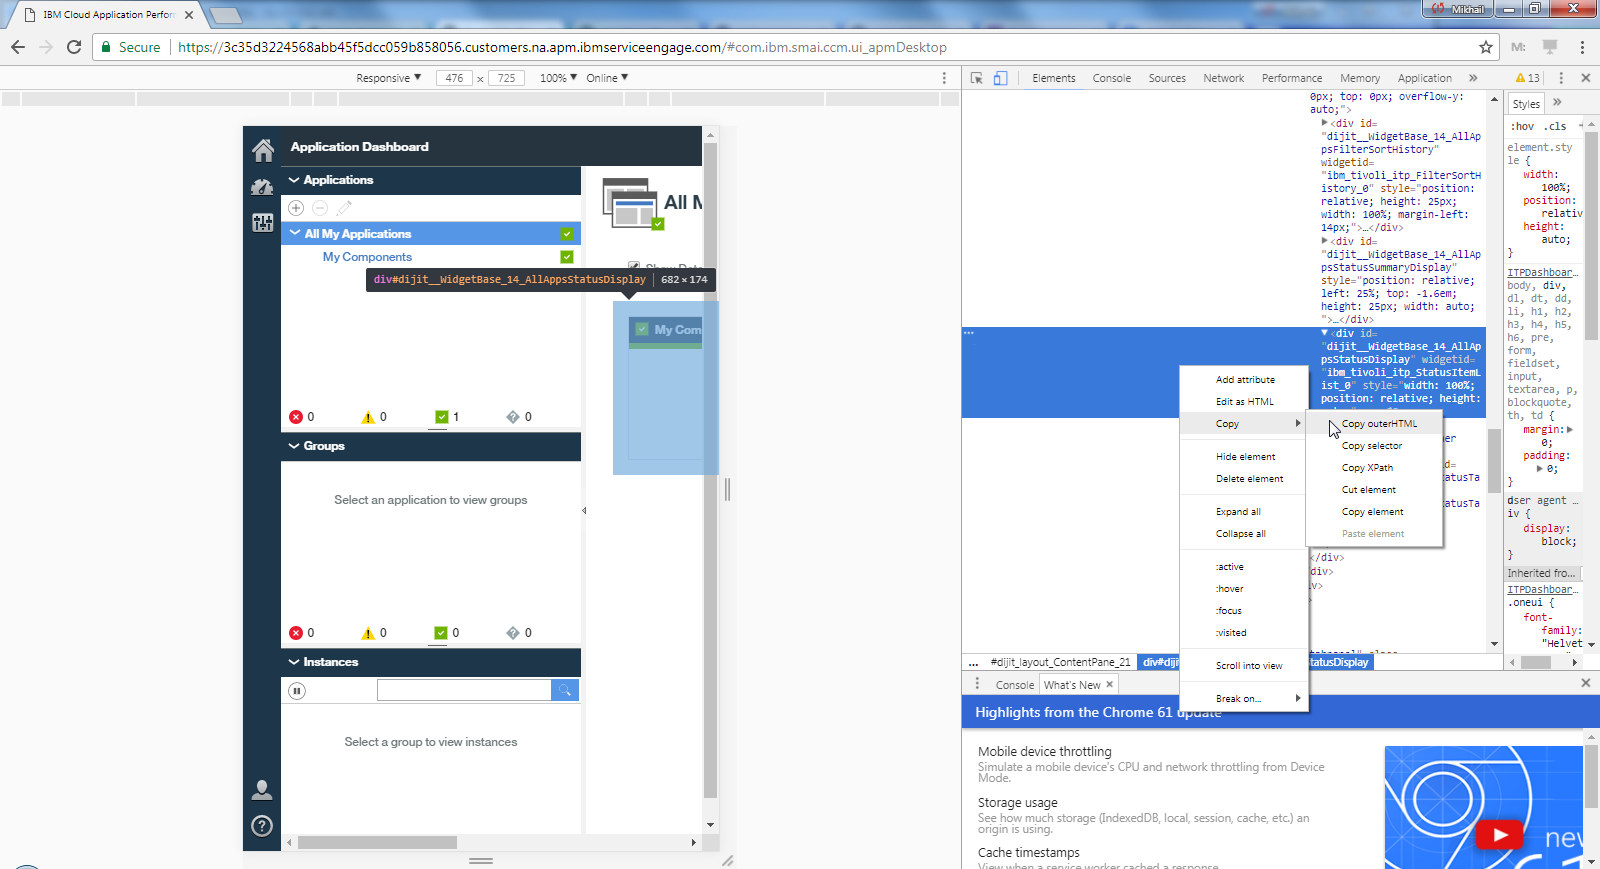 IBM Cloud Application Perfor
Mikhail
Secure
https://3c35d3224568abb45f5dcc059b858056.customers.na.apm.ibmserviceengage.com/#com.ibm.smai.ccm.ui_apmDesktop
M:
Responsive ▼ 476 × 725 100% ▼ Online ▼
Elements Console Sources Network Performance Memory Application » 13
Application Dashboard
Applications
All My Applications
My Components
0 0 1 0
Groups
Select an application to view groups
0 0 0 0
Instances
Select a group to view instances
All M
div#dijit__WidgetBase_14_AllAppsStatusDisplay 682 × 174
My Com
0px; top: 0px; overflow-y:
auto;">
<div id=
"dijit__WidgetBase_14_AllAp
psFilterSortHistory"
widgetid=
"ibm_tivoli_itp_FilterSortH
istory_0" style="position:
relative; height: 25px;
width: 100%; margin-left:
14px;">…</div>
<div id=
"dijit__WidgetBase_14_AllAp
psStatusSummaryDisplay"
style="position: relative;
left: 25%; top: -1.6em;
height: 25px; width: auto;
">…</div>
<div id=
"dijit__WidgetBase_14_AllAp
psStatusDisplay" widgetid=
"ibm_tivoli_itp_StatusItemL
ist_0" style="width: 100%;
position: relative; height:
ner
d=
atusTa
atusTa
</div>
div>
Add attribute
Edit as HTML
Copy
Hide element
Delete element
Expand all
Collapse all
:active
:hover
:focus
:visited
Scroll into view
Break on...
Copy outerHTML
Copy selector
Copy XPath
Cut element
Copy element
Paste element
Styles »
:hov .cls +
element.sty
le {
width:
100%;
position:
relativ
height:
auto;
}
ITPDashboar…
body, div,
dl, dt, dd,
li, h1, h2,
h3, h4, h5,
h6, pre,
form,
fieldset,
input,
textarea, p,
blockquote,
th, td {
margin:
0;
padding:
0;
}
user agent …
iv {
display:
block;
}
Inherited fro…
ITPDashboar…
.oneui {
font-
family:
"Helvet
... #dijit_layout_ContentPane_21 div#dijit StatusDisplay
Console What's New ×
Highlights from the Chrome 61 update
Mobile device throttling
Simulate a mobile device's CPU and network throttling from Device
Mode.
Storage usage
See how much storage (IndexedDB, local, session, cache, etc.) an
origin is using.
Cache timestamps
View when a service worker cached a response.
new